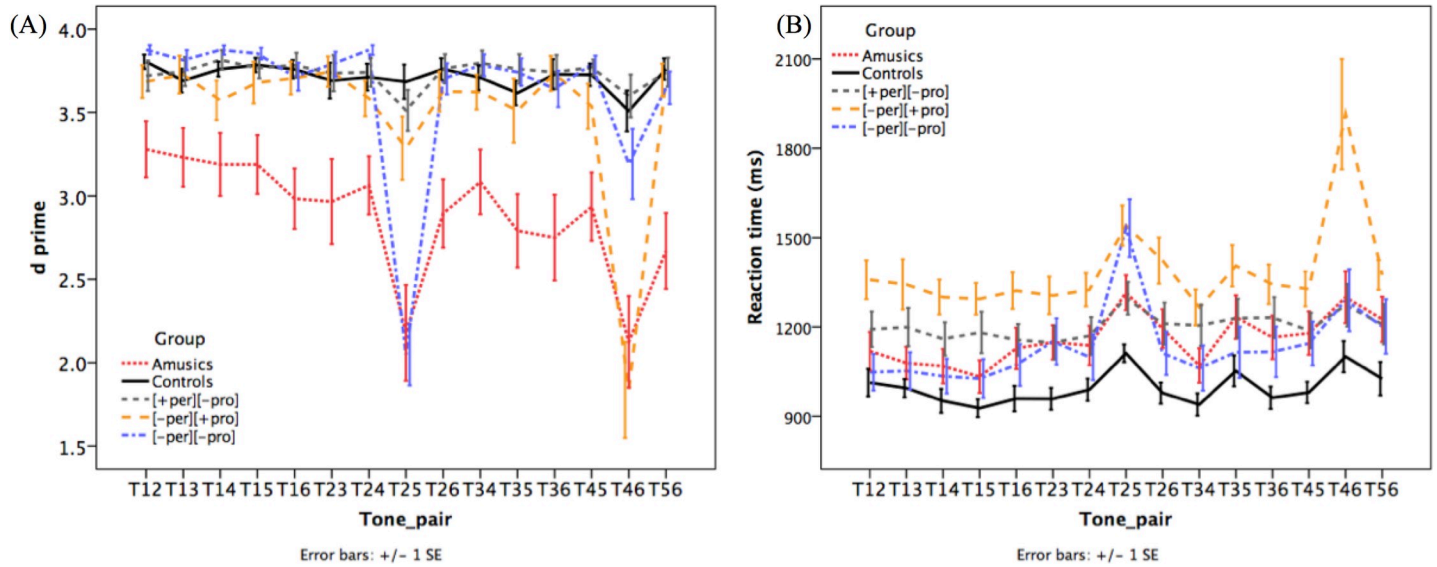 (A)
4.0
3.5
3.0
2.5
2.0
1.5
d prime
Group
Amusics
Controls
[+per][-pro]
[-per][+pro]
[-per][-pro]
T12 T13 T14 T15 T16 T23 T24 T25 T26 T34 T35 T36 T45 T46 T56
Tone_pair
Error bars: +/- 1 SE
(B)
2100
1800
1500
1200
900
Reaction time (ms)
Group
Amusics
Controls
[+per][-pro]
[-per][+pro]
[-per][-pro]
T12 T13 T14 T15 T16 T23 T24 T25 T26 T34 T35 T36 T45 T46 T56
Tone_pair
Error bars: +/- 1 SE